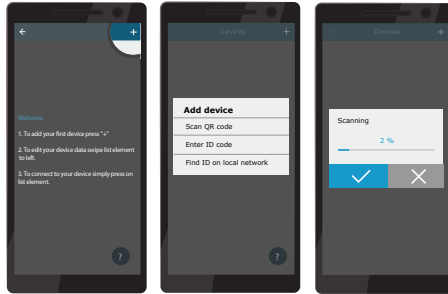 +
Welcome
1. To add your first device press "+"
2. To edit your device data swipe list element
to left.
3. To connect to your device simply press on
list element.
?
Devices +
Add device
Scan QR code
Enter ID code
Find ID on local network
?
Devices +
Scanning
2 %